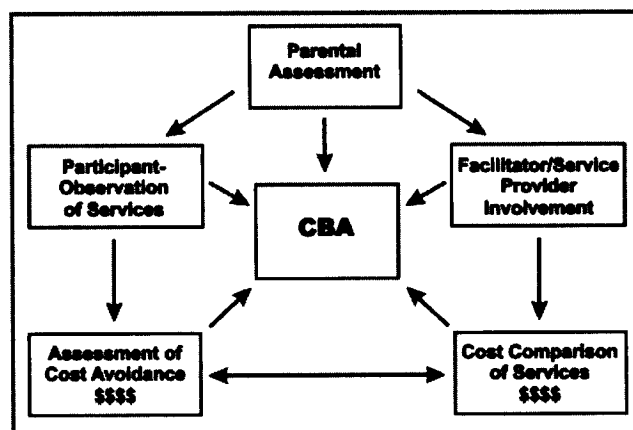 Parental
Assessment
Participant-
Observation
of Services
Facilitator/Service
Provider
Involvement
CBA
Assessment of
Cost Avoidance
$$$$
Cost Comparison
of Services
$$$$